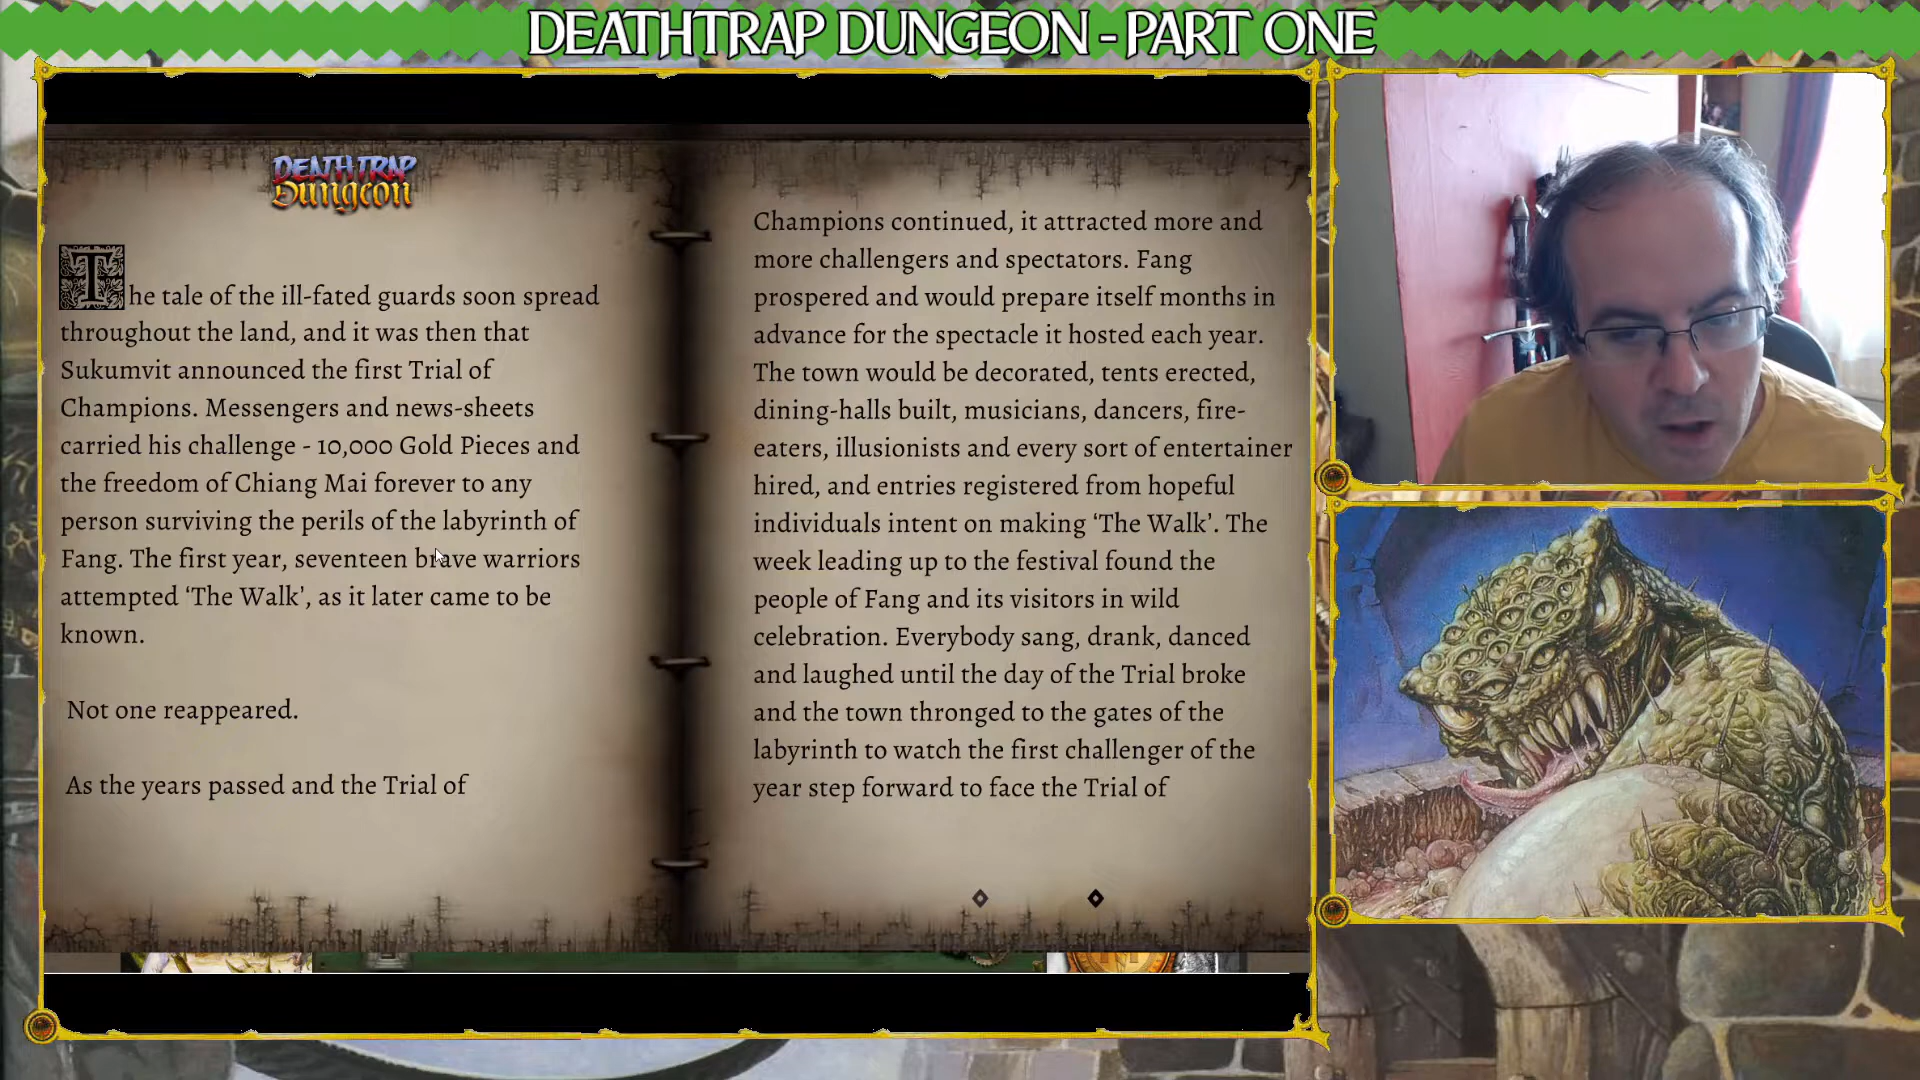 DEATHTRAP DUNGEON - PART ONE
DEATHTRAP
Dungeon
The tale of the ill-fated guards soon spread
throughout the land, and it was then that
Sukumvit announced the first Trial of
Champions. Messengers and news-sheets
carried his challenge - 10,000 Gold Pieces and
the freedom of Chiang Mai forever to any
person surviving the perils of the labyrinth of
Fang. The first year, seventeen brave warriors
attempted ‘The Walk’, as it later came to be
known.
Not one reappeared.
As the years passed and the Trial of
Champions continued, it attracted more and
more challengers and spectators. Fang
prospered and would prepare itself months in
advance for the spectacle it hosted each year.
The town would be decorated, tents erected,
dining-halls built, musicians, dancers, fire-
eaters, illusionists and every sort of entertainer
hired, and entries registered from hopeful
individuals intent on making ‘The Walk’. The
week leading up to the festival found the
people of Fang and its visitors in wild
celebration. Everybody sang, drank, danced
and laughed until the day of the Trial broke
and the town thronged to the gates of the
labyrinth to watch the first challenger of the
year step forward to face the Trial of